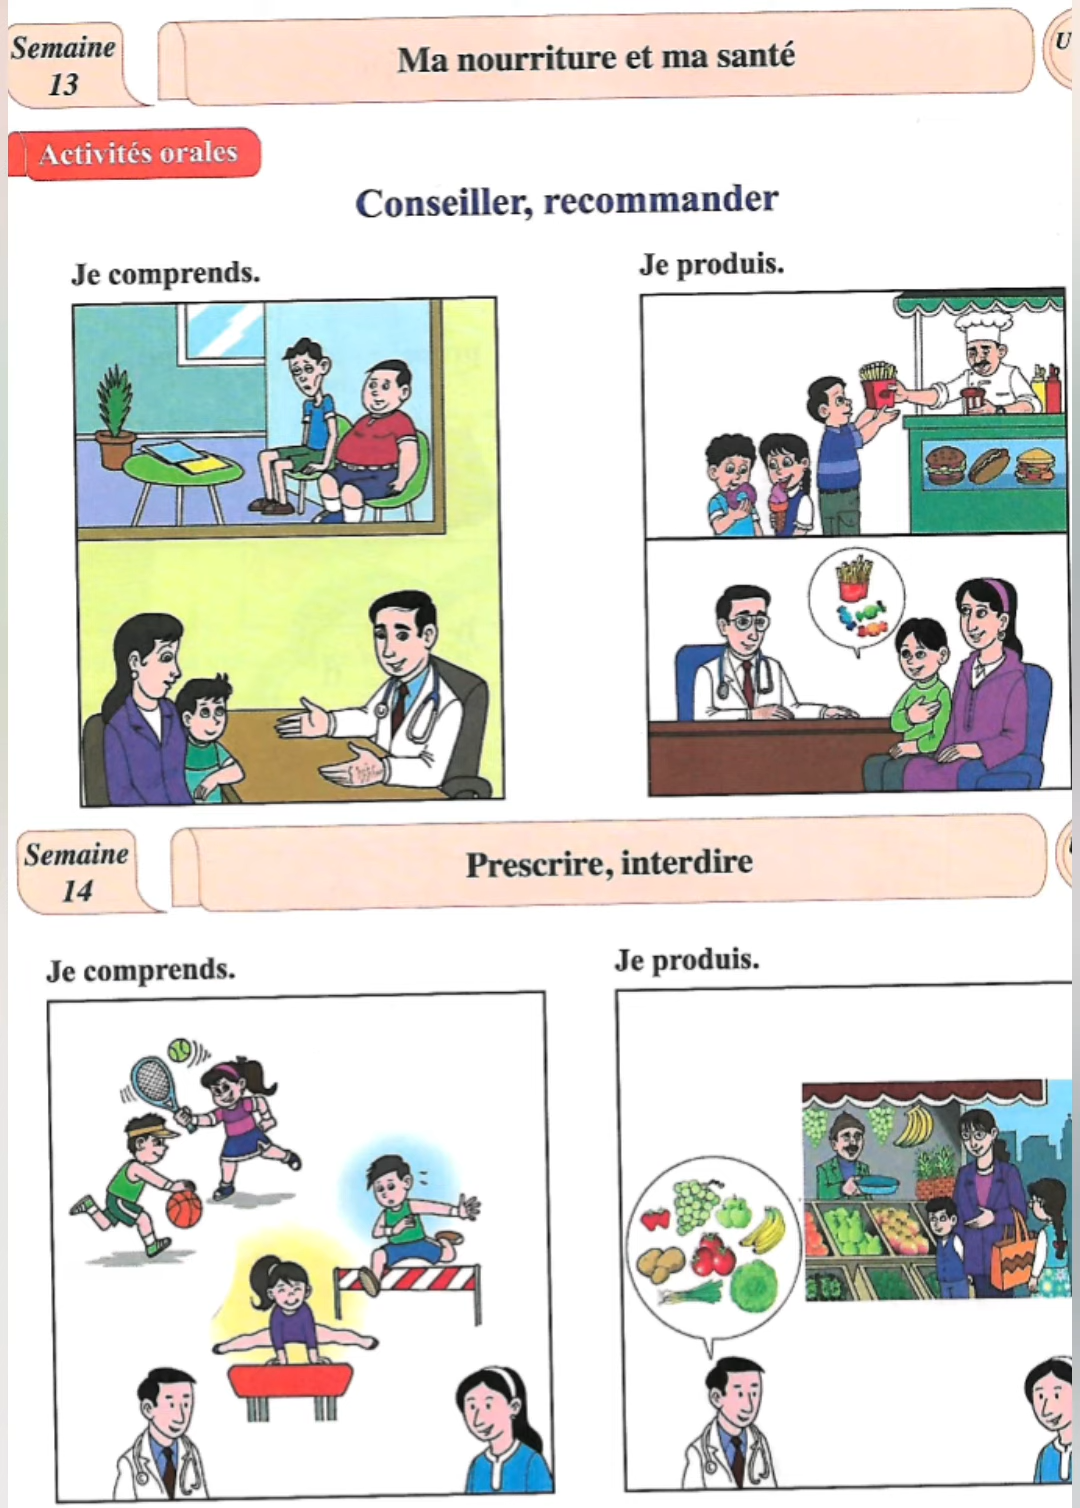 Semaine
13
Ma nourriture et ma santé
U
Activités orales
Conseiller, recommander
Je comprends.
Je produis.
Semaine
14
Prescrire, interdire
Je comprends.
Je produis.